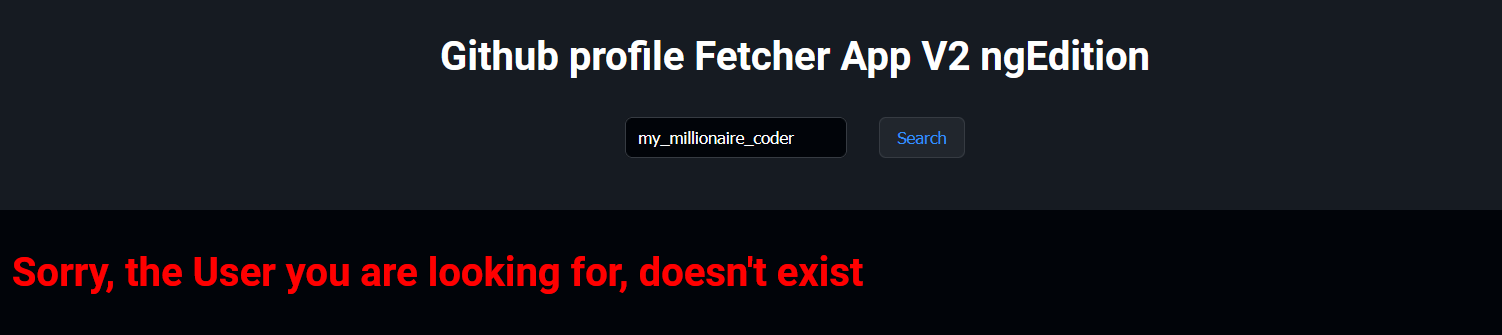 Github profile Fetcher App V2 ngEdition
my_millionaire_coder
Search
Sorry, the User you are looking for, doesn't exist